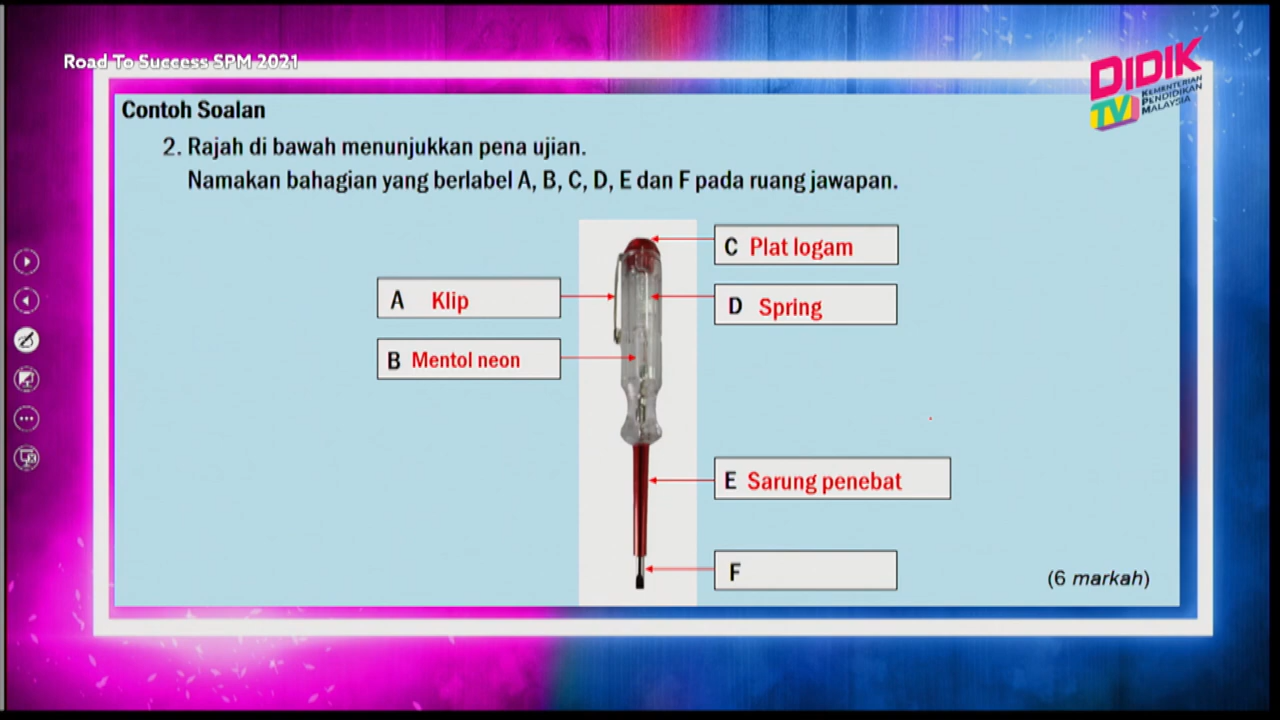 Road To Success SPM 2021
DIDIK
TV
KEMENTERIAN
PENDIDIKAN
MALAYSIA
Contoh Soalan
2. Rajah di bawah menunjukkan pena ujian.
Namakan bahagian yang berlabel A, B, C, D, E dan F pada ruang jawapan.
C Plat logam
A Klip
D Spring
B Mentol neon
E Sarung penebat
F
(6 markah)